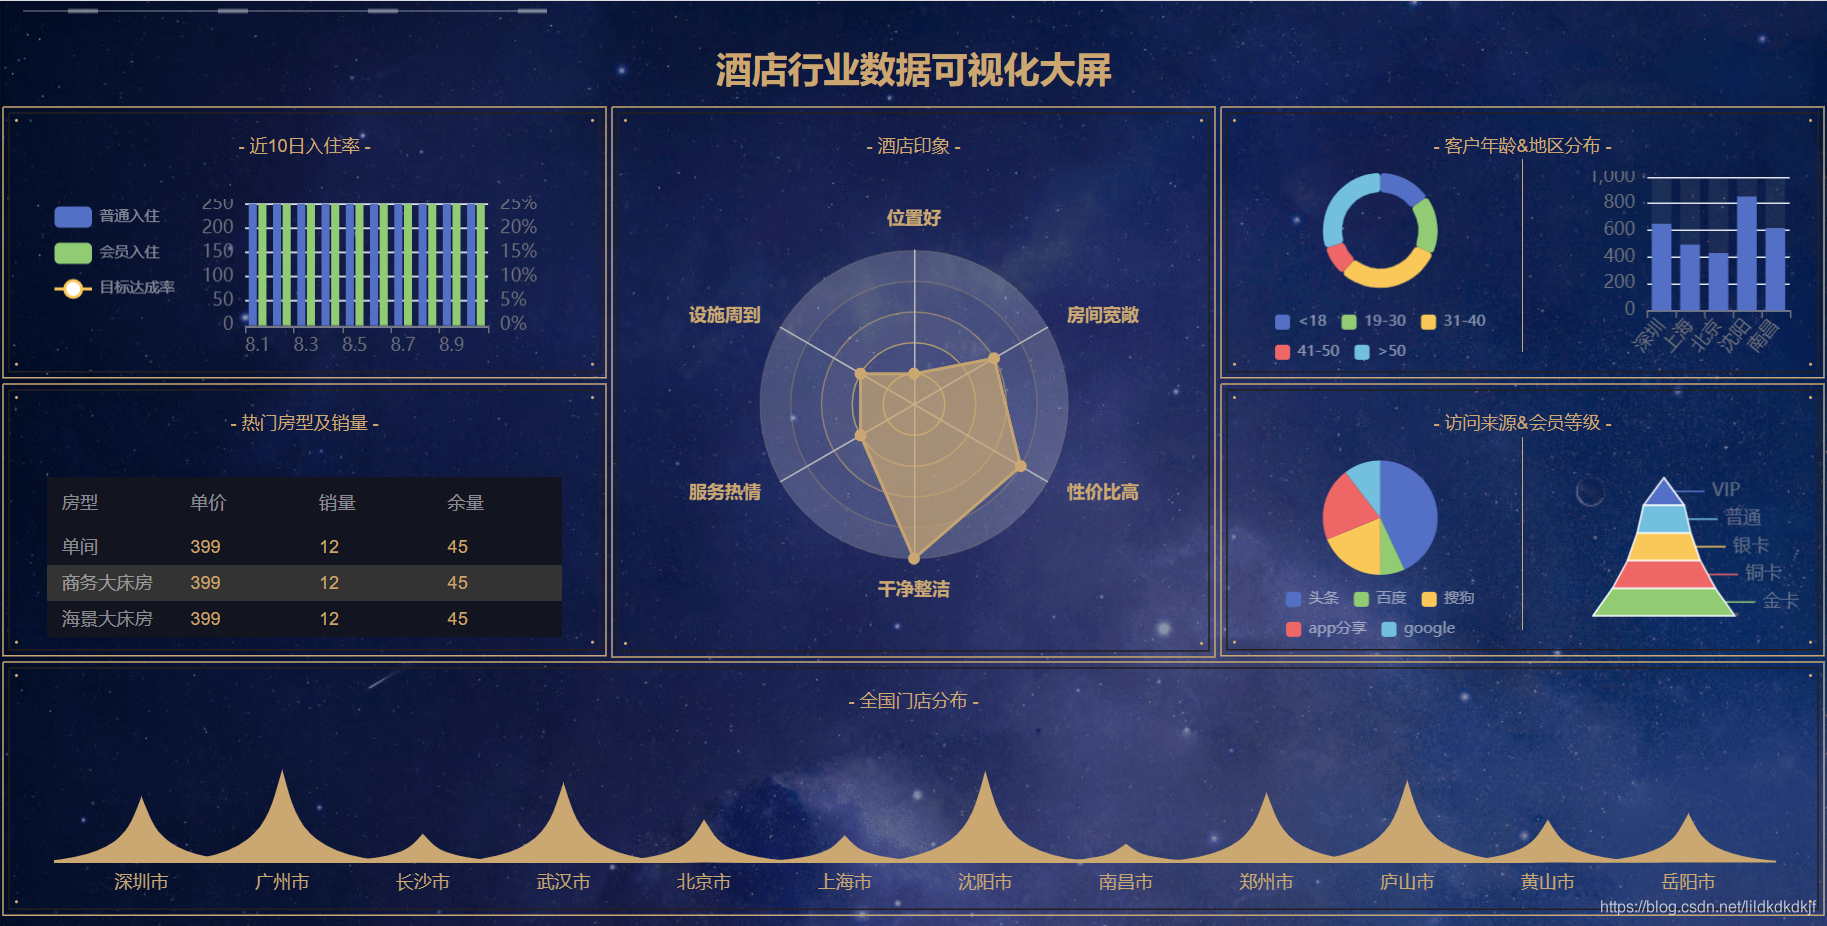 酒店行业数据可视化大屏
- 近10日入住率 -
普通入住
会员入住
目标达成率
250
200
150
100
50
0
25%
20%
15%
10%
5%
0%
8.1 8.3 8.5 8.7 8.9
- 热门房型及销量 -
房型 单价 销量 余量
单间 399 12 45
商务大床房 399 12 45
海景大床房 399 12 45
- 酒店印象 -
位置好
设施周到
房间宽敞
服务热情
性价比高
干净整洁
- 客户年龄&地区分布 -
<18 19-30 31-40
41-50 >50
1,000
800
600
400
200
0
深圳 上海 北京 沈阳 南昌
- 访问来源&会员等级 -
头条 百度 搜狗
app分享 google
VIP
普通
银卡
铜卡
金卡
- 全国门店分布 -
深圳市 广州市 长沙市 武汉市 北京市 上海市 沈阳市 南昌市 郑州市 庐山市 黄山市 岳阳市
https://blog.csdn.net/lildkdkdkjf